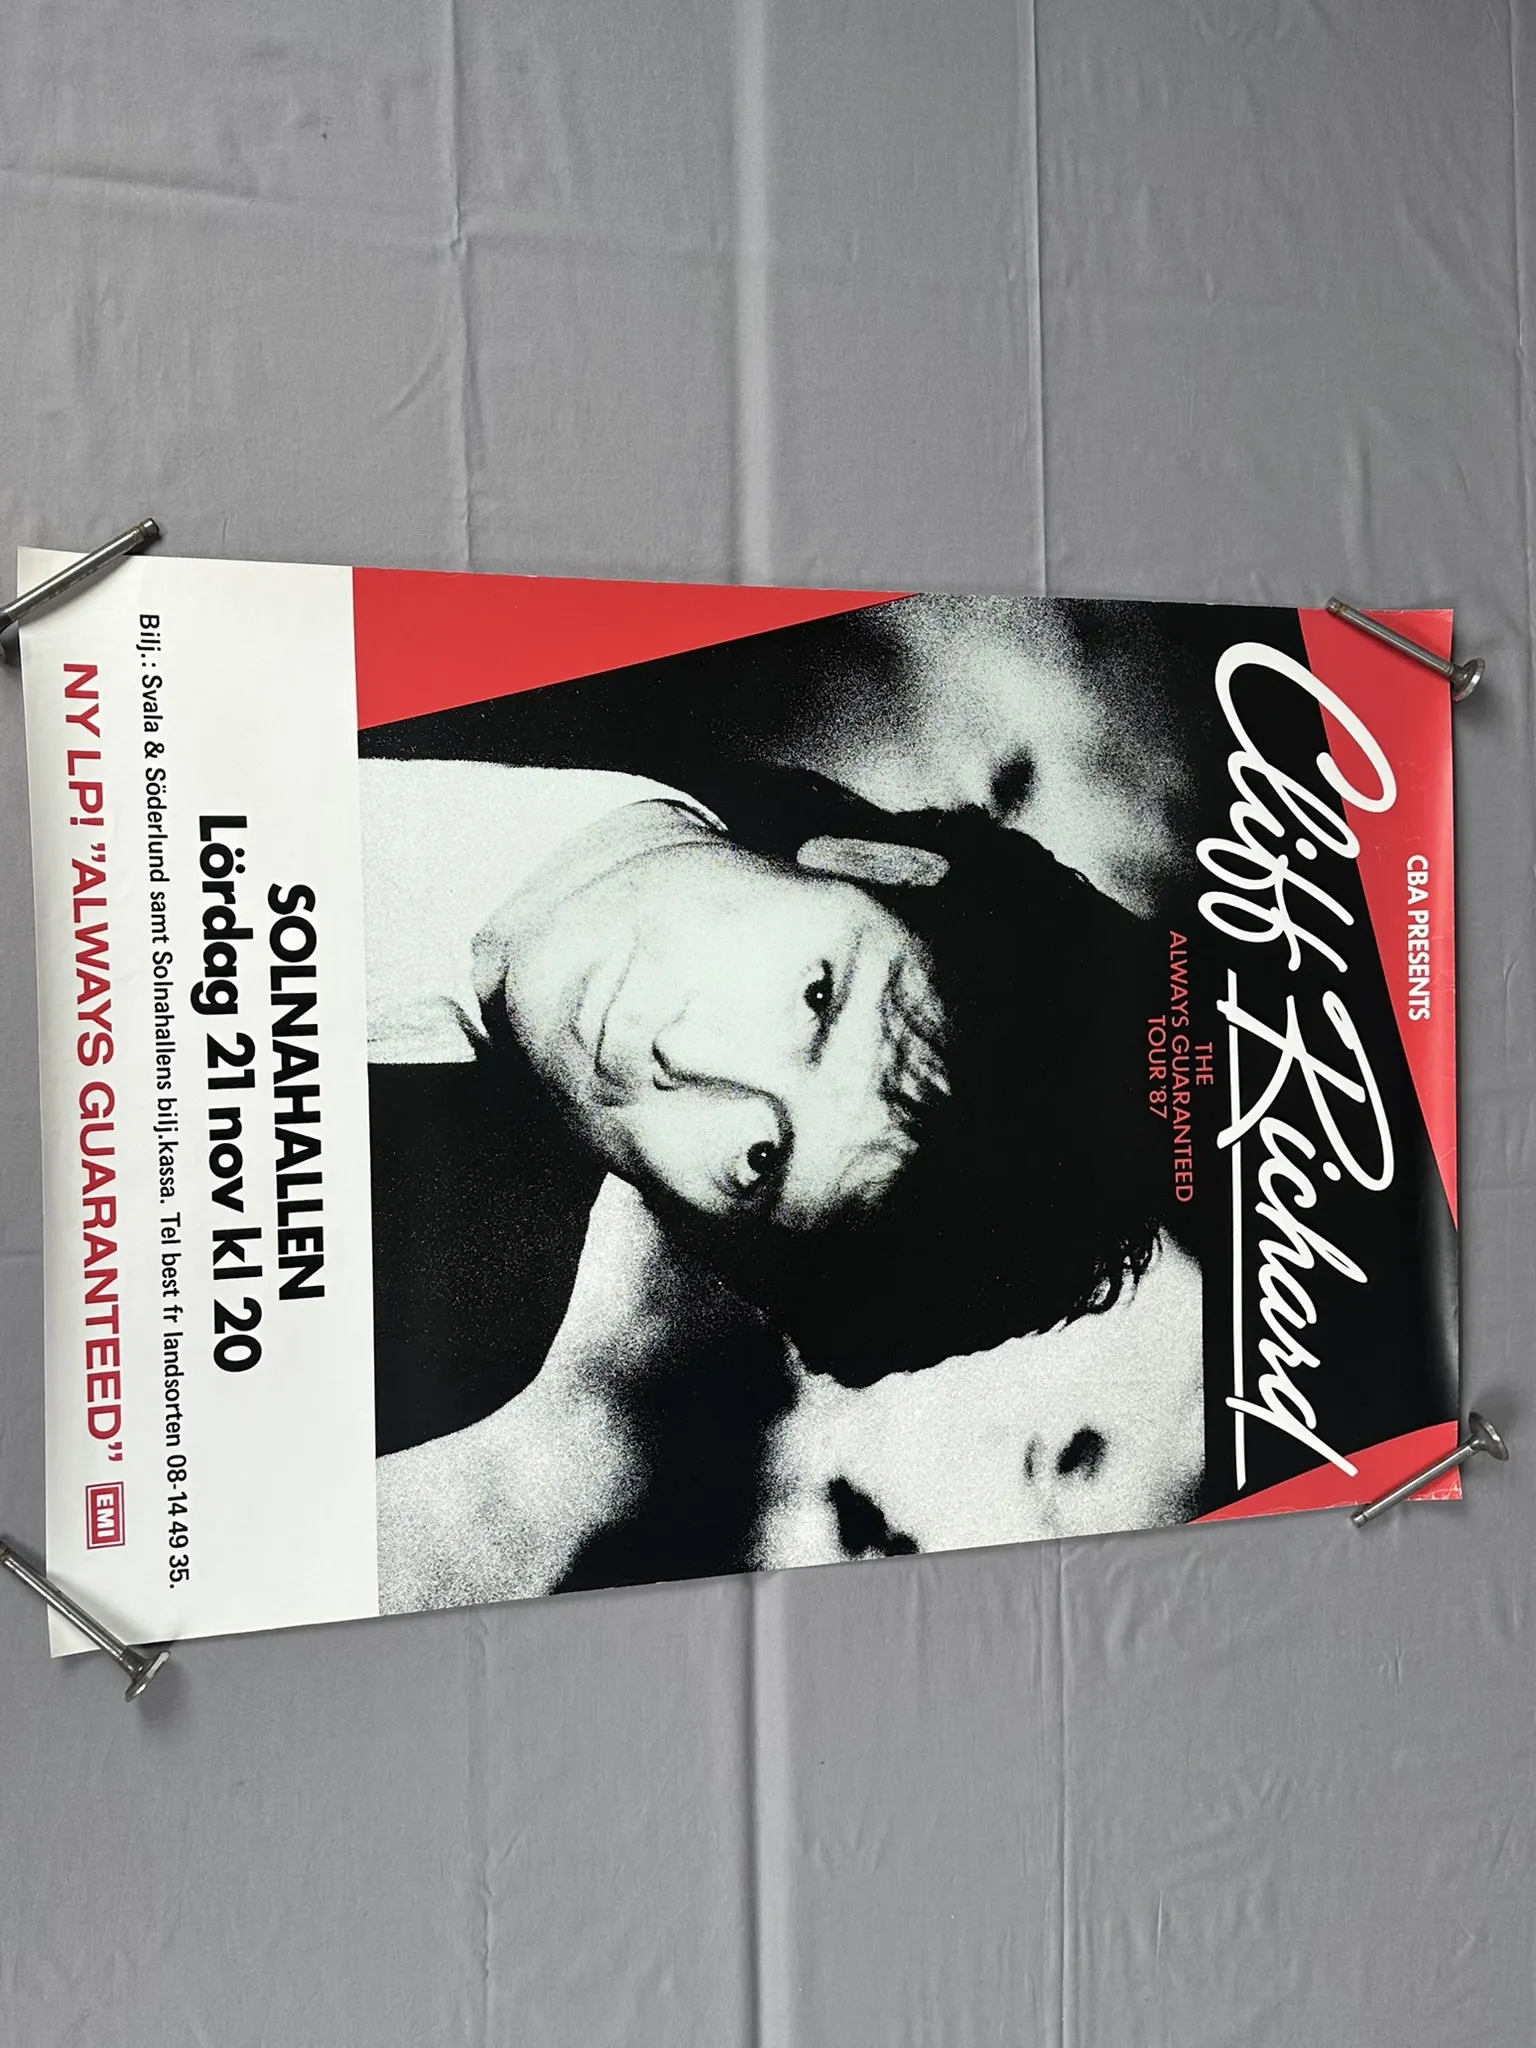 CBA PRESENTS
Cliff Richard
THE
ALWAYS GUARANTEED
TOUR '87
SOLNAHALLEN
Lördag 21 nov kl 20
Bilj.: Svala & Söderlund samt Solnahallens bilj.kassa. Tel best fr landsorten 08-14 49 35.
NY LP! ”ALWAYS GUARANTEED” EMI